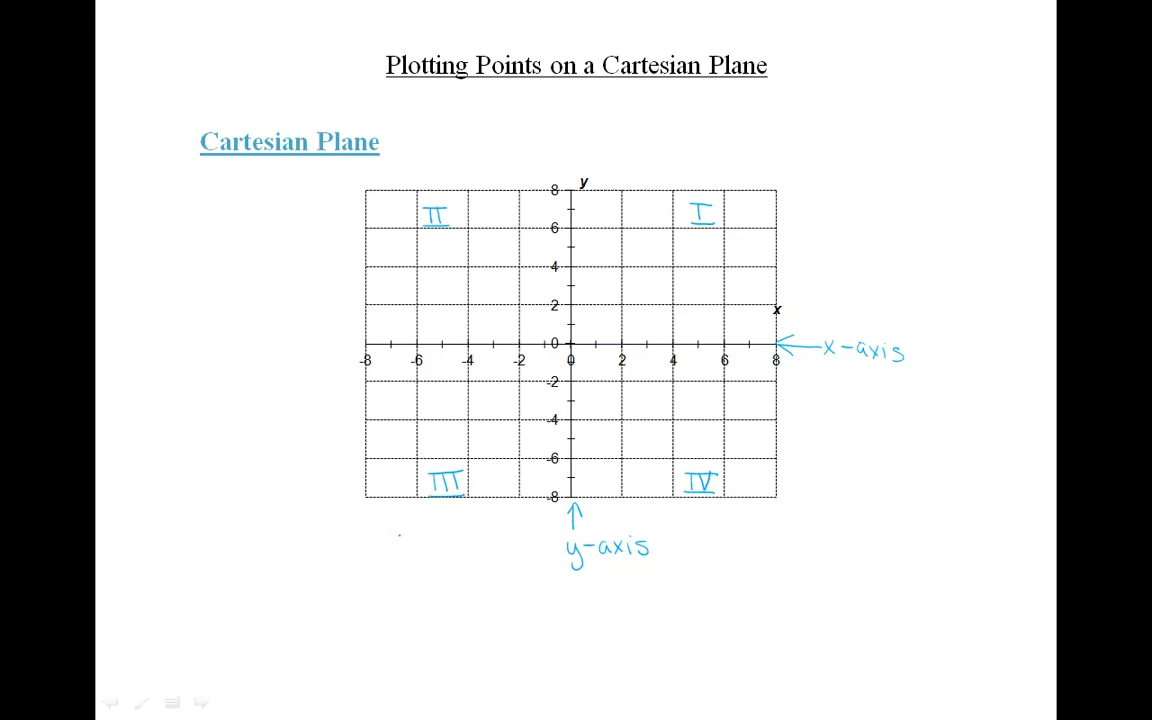 Plotting Points on a Cartesian Plane
Cartesian Plane
y
8
II I
6
4
2
x
0
x-axis
-8 -6 -4 -2 0 2 4 6 8
-2
-4
-6
III IV
-8
y-axis